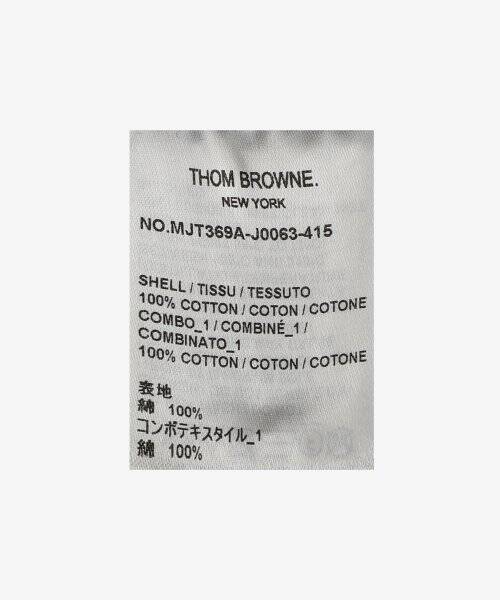 THOM BROWNE.
NEW YORK
NO.MJT369A-J0063-415
SHELL / TISSU / TESSUTO
100% COTTON / COTON / COTONE
COMBO_1 / COMBINÉ_1 /
COMBINATO_1
100% COTTON / COTON / COTONE
表地
綿 100%
コンボテキスタイル_1
綿 100%